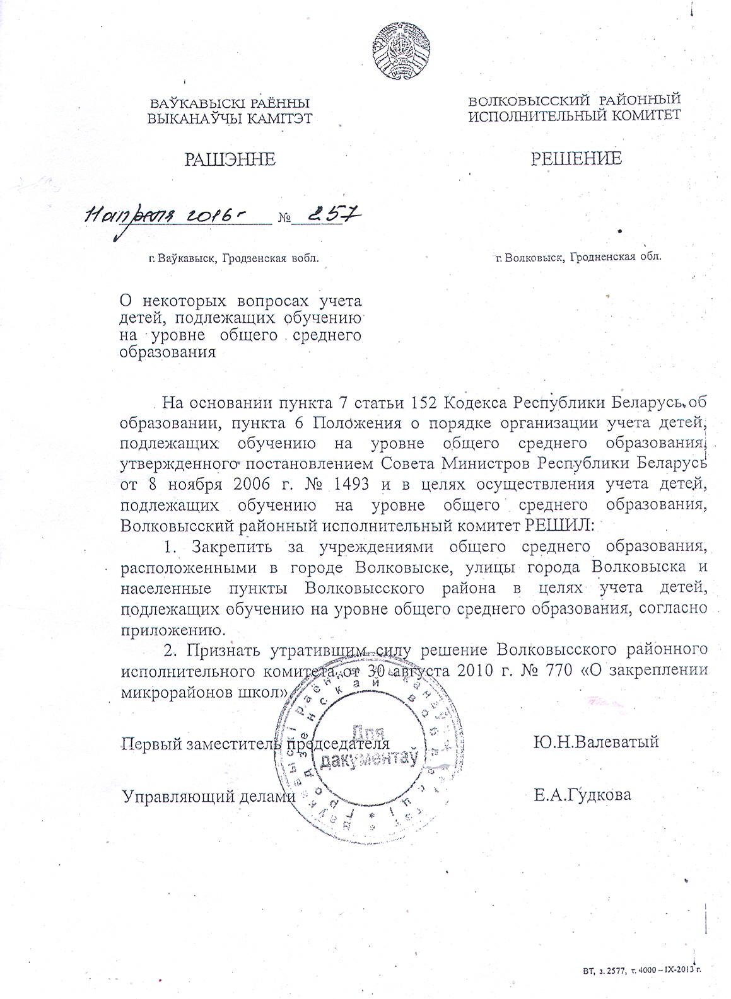 ВАЎКАВЫСКІ РАЁННЫ
ВЫКАНАЎЧЫ КАМІТЭТ
РАШЭННЕ
ВОЛКОВЫССКИЙ РАЙОННЫЙ
ИСПОЛНИТЕЛЬНЫЙ КОМИТЕТ
РЕШЕНИЕ
11 апреля 2016 г № 257
г. Ваўкавыск, Гродзенская вобл.
г. Волковыск, Гродненская обл.
О некоторых вопросах учета
детей, подлежащих обучению
на уровне общего среднего
образования
На основании пункта 7 статьи 152 Кодекса Республики Беларусь об
образовании, пункта 6 Положения о порядке организации учета детей,
подлежащих обучению на уровне общего среднего образования,
утвержденного постановлением Совета Министров Республики Беларусь
от 8 ноября 2006 г. № 1493 и в целях осуществления учета детей,
подлежащих обучению на уровне общего среднего образования,
Волковысский районный исполнительный комитет РЕШИЛ:
1. Закрепить за учреждениями общего среднего образования,
расположенными в городе Волковыске, улицы города Волковыска и
населенные пункты Волковысского района в целях учета детей,
подлежащих обучению на уровне общего среднего образования, согласно
приложению.
2. Признать утратившим силу решение Волковысского районного
исполнительного комитета от 30 августа 2010 г. № 770 «О закреплении
микрорайонов школ».
Первый заместитель председателя Ю.Н.Валеватый
Управляющий делами Е.А.Гудкова
Для
дакументаў
Гродзенскай вобласці
ВТ, з. 2577, т. 4000 – IX-2013 г.